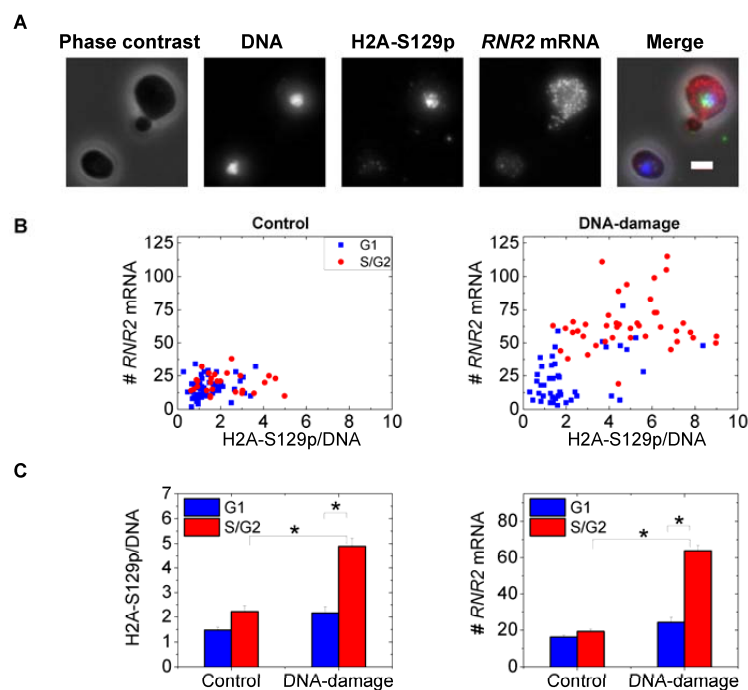 A
Phase contrast DNA H2A-S129p RNR2 mRNA Merge
B
Control
DNA-damage
# RNR2 mRNA
125
100
75
50
25
0
G1
S/G2
0 2 4 6 8 10
H2A-S129p/DNA
# RNR2 mRNA
125
100
75
50
25
0
0 2 4 6 8 10
H2A-S129p/DNA
C
H2A-S129p/DNA
7
6
5
4
3
2
1
0
G1
S/G2
*
*
Control DNA-damage
# RNR2 mRNA
80
60
40
20
0
G1
S/G2
*
*
Control DNA-damage